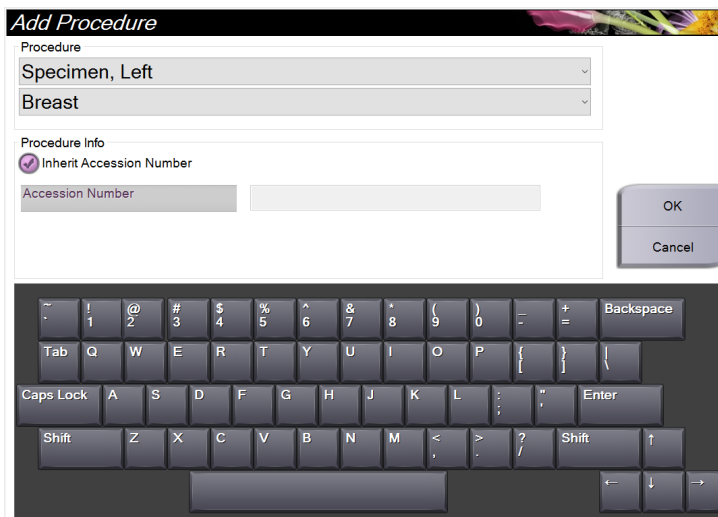 Add Procedure
Procedure
Specimen, Left
Breast
Procedure Info
Inherit Accession Number
Accession Number
OK
Cancel
~ ! @ # $ % ^ & * ( ) _ + Backspace
` 1 2 3 4 5 6 7 8 9 0 - =
Tab Q W E R T Y U I O P { } |
[ ] \
Caps Lock A S D F G H J K L : " Enter
; '
Shift Z X C V B N M < > ? Shift ↑
, . /
← ↓ →